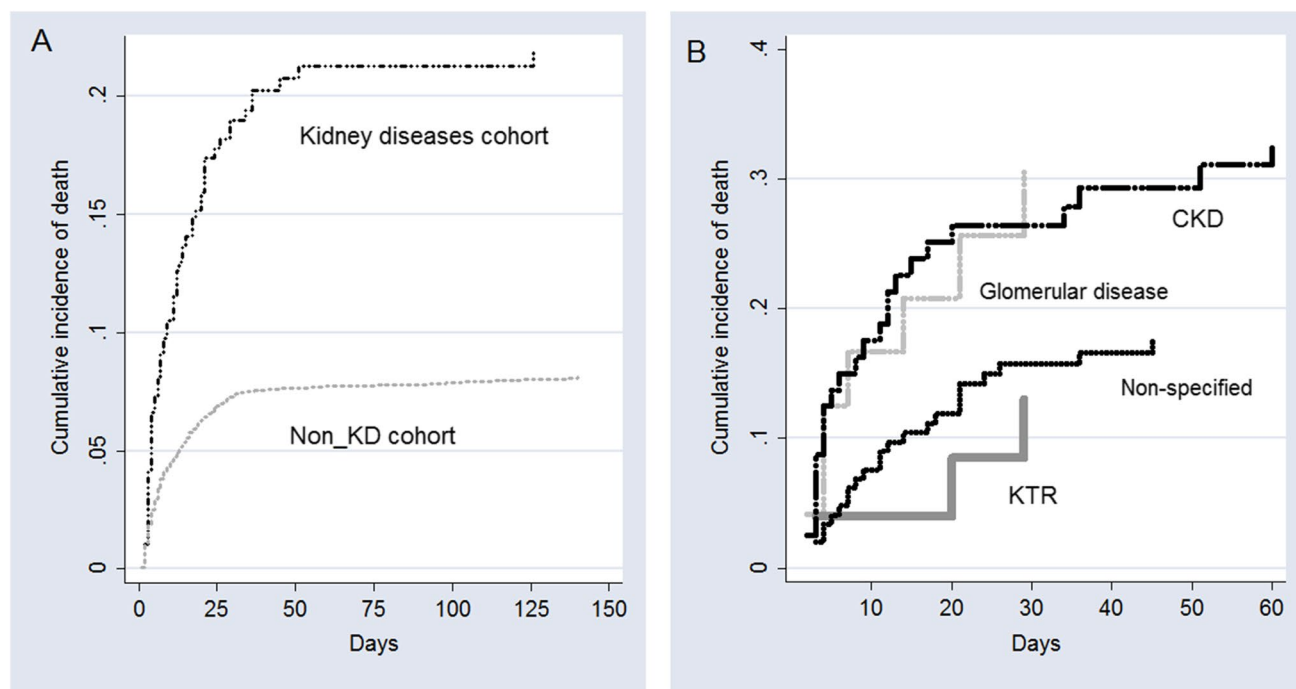 A
Cumulative incidence of death
.2
.15
.1
.05
0
Kidney diseases cohort
Non_KD cohort
0 25 50 75 100 125 150
Days
B
Cumulative incidence of death
.4
.3
.2
.1
0
CKD
Glomerular disease
Non-specified
KTR
10 20 30 40 50 60
Days